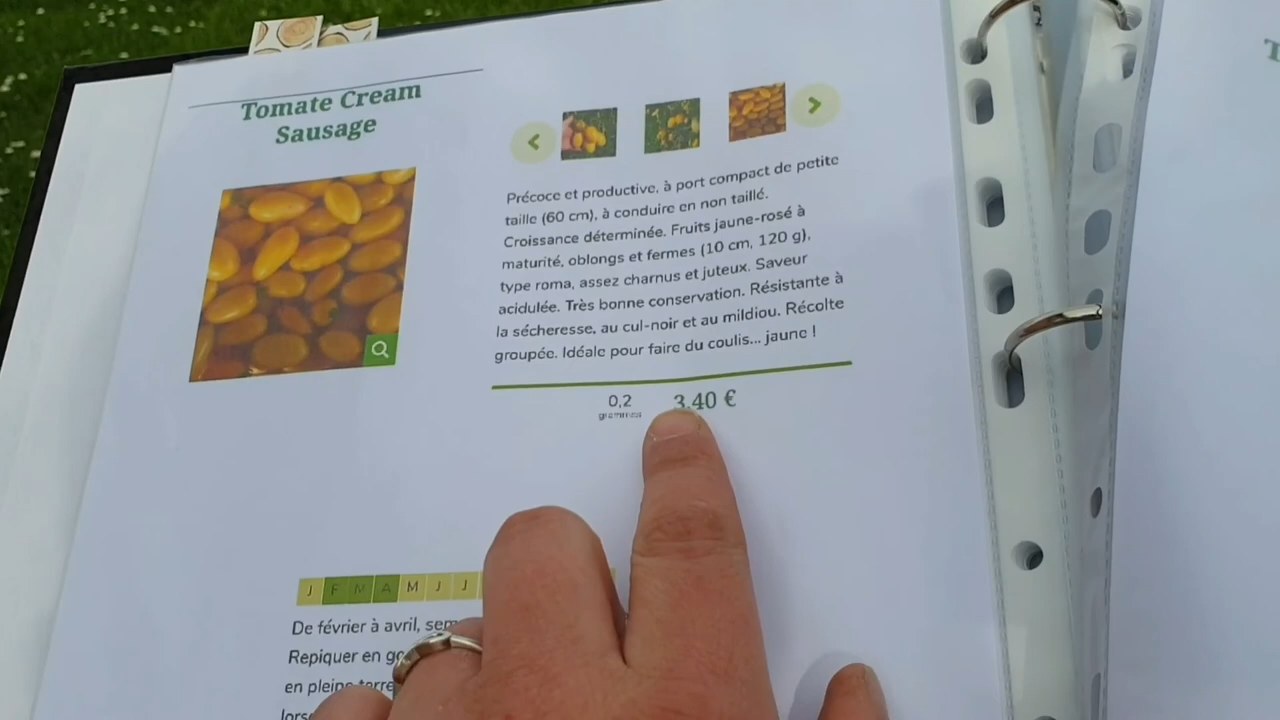 Tomate Cream
Sausage
Précoce et productive, à port compact de petite
taille (60 cm), à conduire en non taillé.
Croissance déterminée. Fruits jaune-rosé à
maturité, oblongs et fermes (10 cm, 120 g),
type roma, assez charnus et juteux. Saveur
acidulée. Très bonne conservation. Résistante à
la sécheresse, au cul-noir et au mildiou. Récolte
groupée. Idéale pour faire du coulis... jaune !
0,2 3,40 €
grammes
J F M A M J J
De février à avril,
Repiquer en
en pleine terre